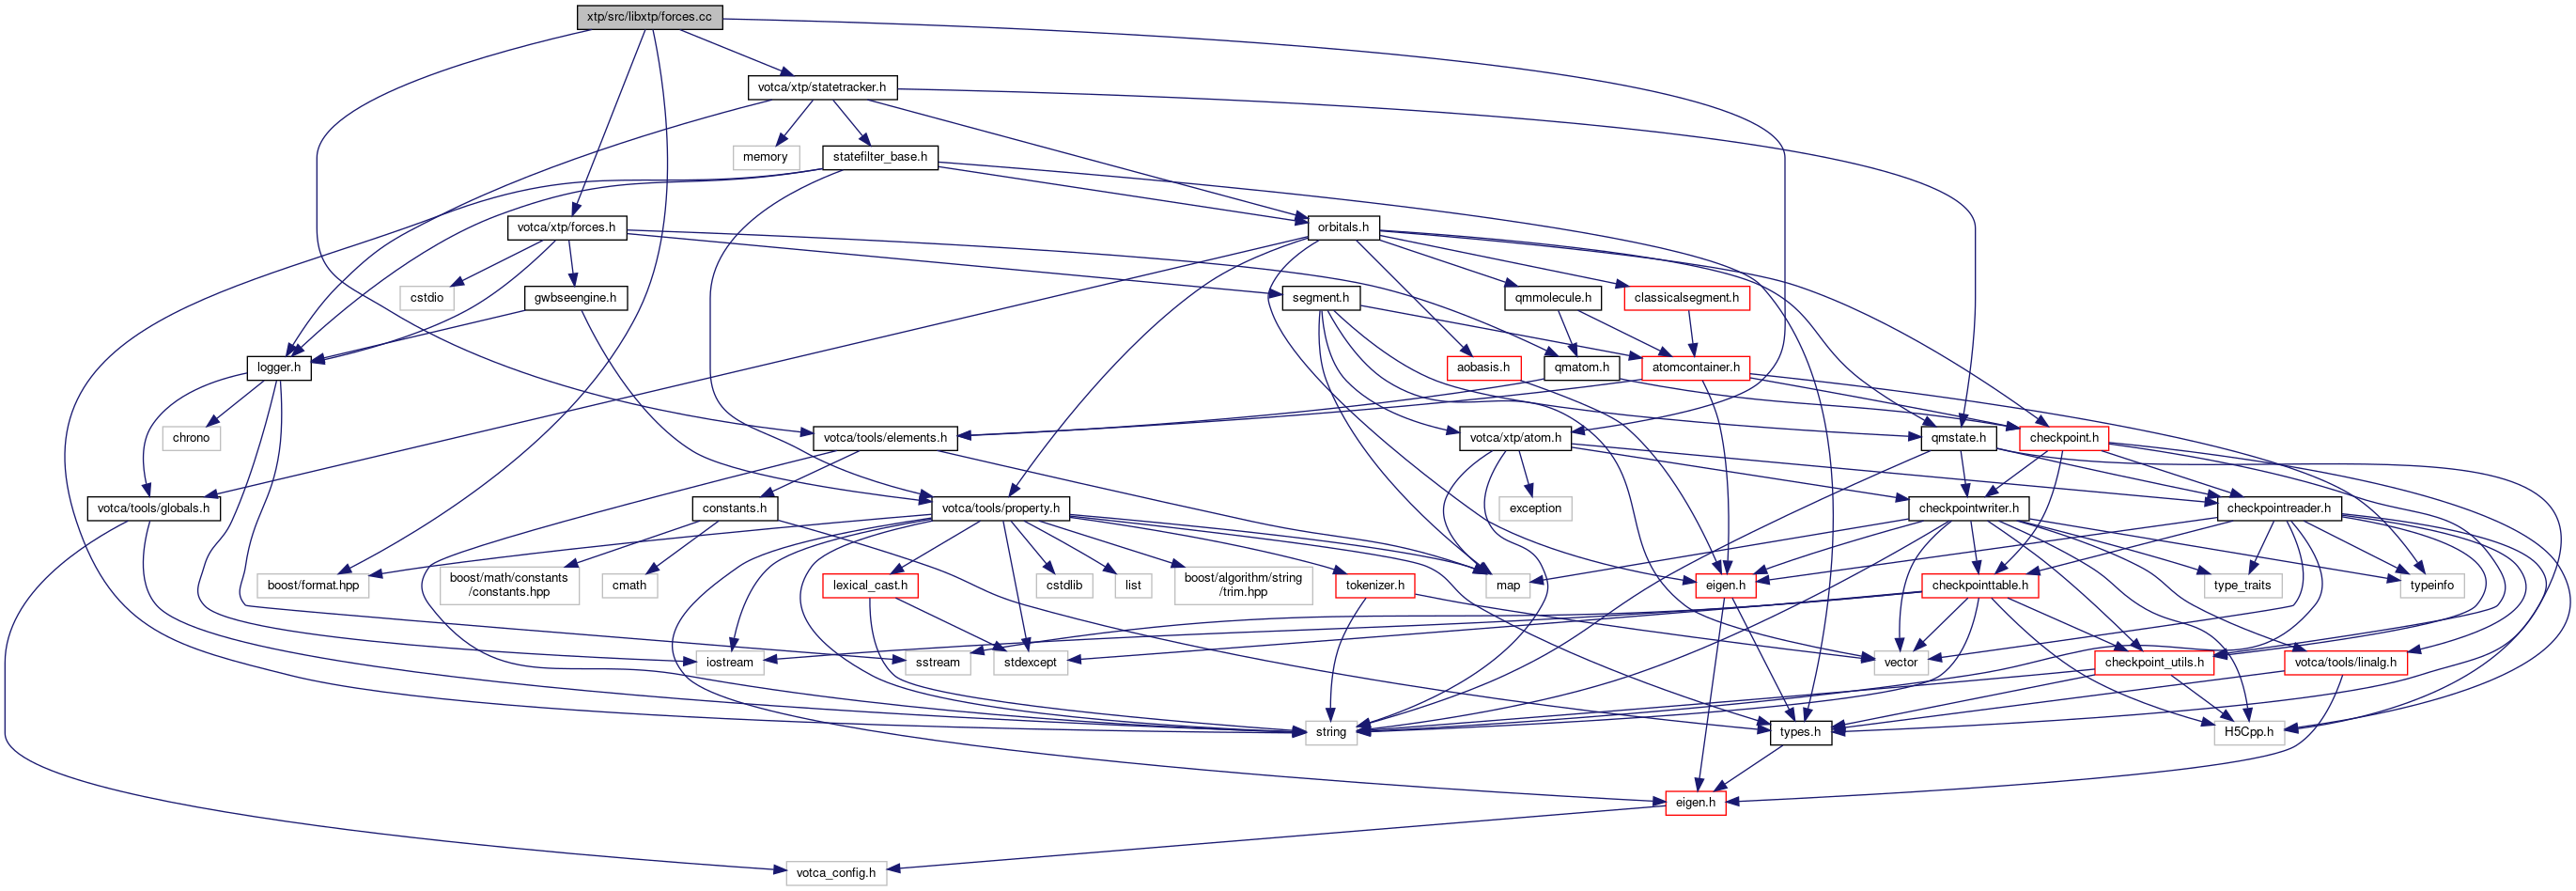 xtp/src/libxtp/forces.cc
votca/xtp/statetracker.h
memory
statefilter_base.h
votca/xtp/forces.h
orbitals.h
cstdio
gwbseengine.h
segment.h
qmmolecule.h
classicalsegment.h
logger.h
aobasis.h
qmatom.h
atomcontainer.h
chrono
votca/tools/elements.h
votca/xtp/atom.h
qmstate.h
checkpoint.h
votca/tools/globals.h
constants.h
votca/tools/property.h
exception
checkpointwriter.h
checkpointreader.h
boost/format.hpp
boost/math/constants
/constants.hpp
cmath
lexical_cast.h
cstdlib
list
boost/algorithm/string
/trim.hpp
tokenizer.h
map
eigen.h
checkpointtable.h
type_traits
typeinfo
iostream
sstream
stdexcept
vector
checkpoint_utils.h
votca/tools/linalg.h
string
types.h
H5Cpp.h
eigen.h
votca_config.h